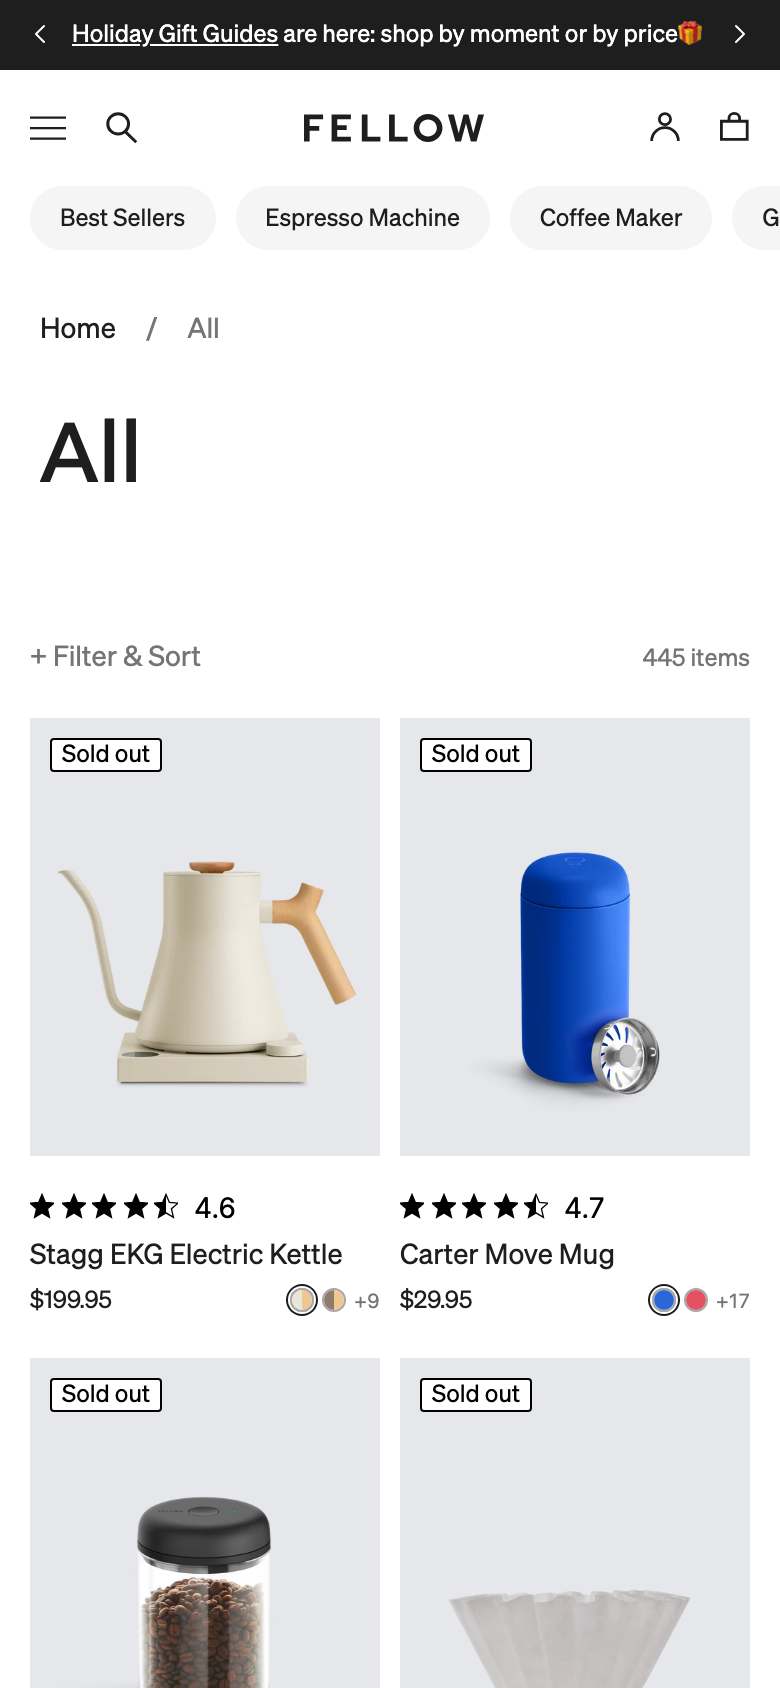 Holiday Gift Guides are here: shop by moment or by price🎁
FELLOW
Best Sellers
Espresso Machine
Coffee Maker
G
Home / All
All
+ Filter & Sort
445 items
Sold out
Sold out
4.6
Stagg EKG Electric Kettle
$199.95
+9
4.7
Carter Move Mug
$29.95
+17
Sold out
Sold out